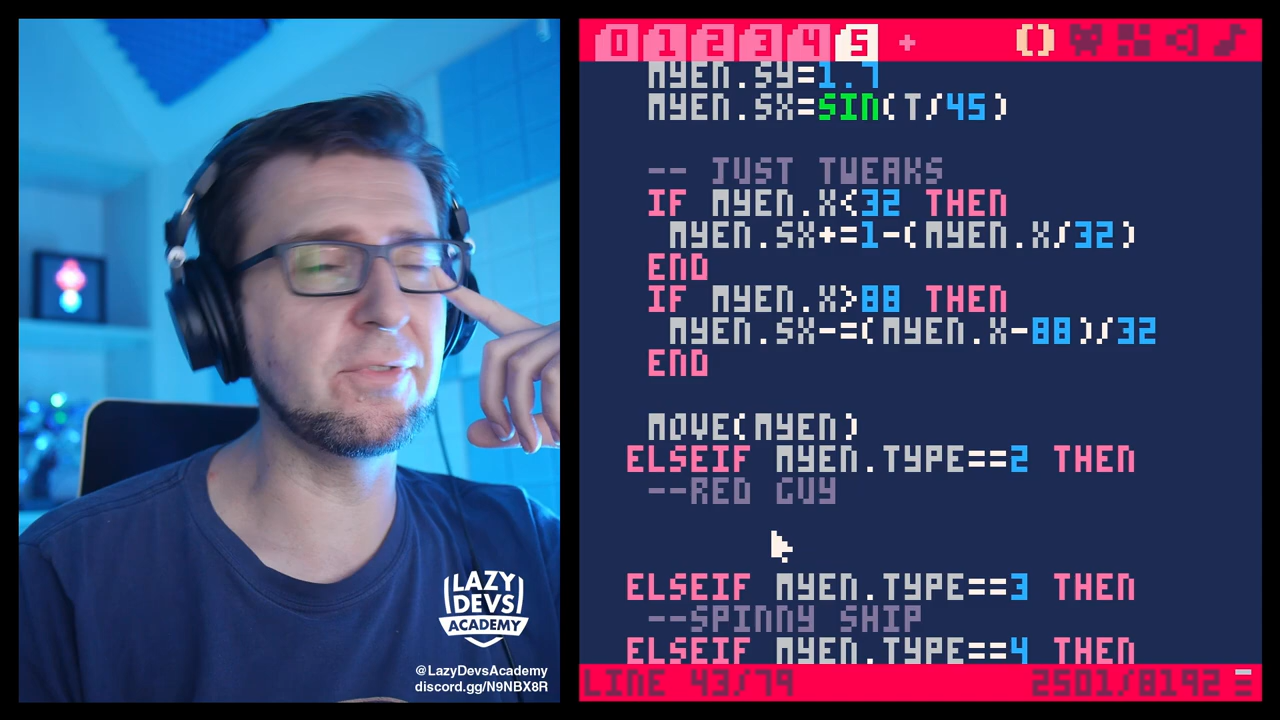 LAZY
DEVS
ACADEMY
@LazyDevsAcademy
discord.gg/N9NBX8R
0 1 2 3 4 5 +
MYEN.SY=1.7
MYEN.SX=SIN(T/45)
-- JUST TWEAKS
IF MYEN.X<32 THEN
MYEN.SX+=1-(MYEN.X/32)
END
IF MYEN.X>88 THEN
MYEN.SX-=(MYEN.X-88)/32
END
MOVE(MYEN)
ELSEIF MYEN.TYPE==2 THEN
--RED GUY
ELSEIF MYEN.TYPE==3 THEN
--SPINNY SHIP
ELSEIF MYEN.TYPE==4 THEN
LINE 43/79
2501/8192